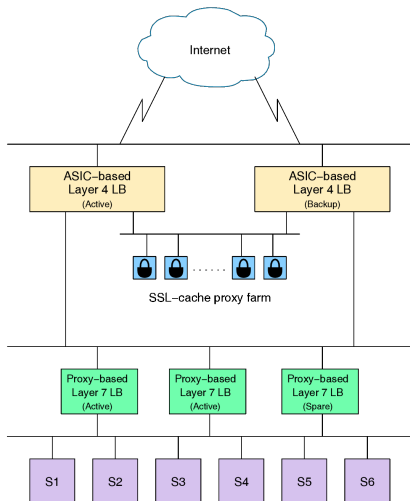 Internet
ASIC–based
Layer 4 LB
(Active)
ASIC–based
Layer 4 LB
(Backup)
SSL–cache proxy farm
Proxy–based
Layer 7 LB
(Active)
Proxy–based
Layer 7 LB
(Active)
Proxy–based
Layer 7 LB
(Spare)
S1
S2
S3
S4
S5
S6